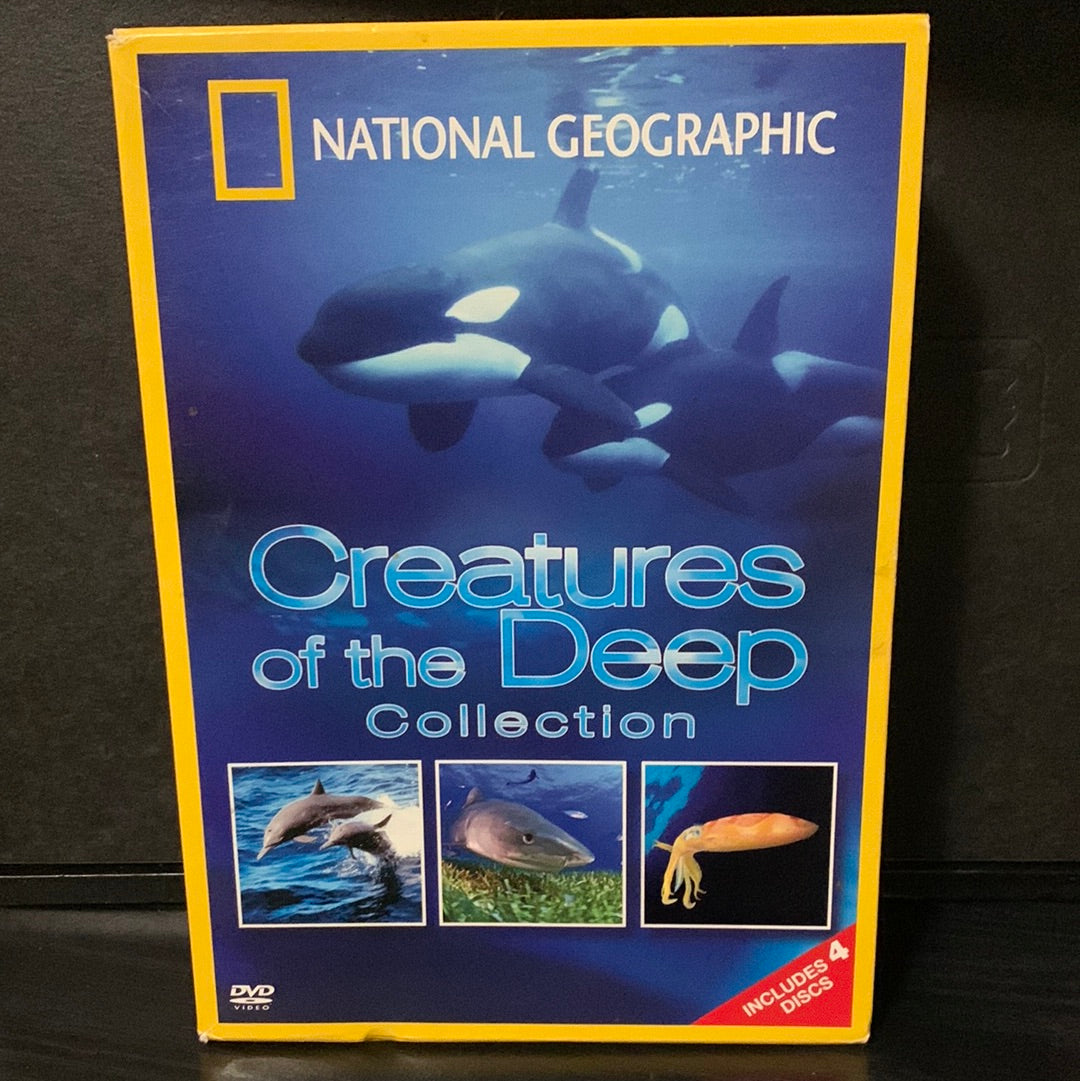 NATIONAL GEOGRAPHIC
Creatures
of the Deep
Collection
DVD
VIDEO
INCLUDES 4
DISCS